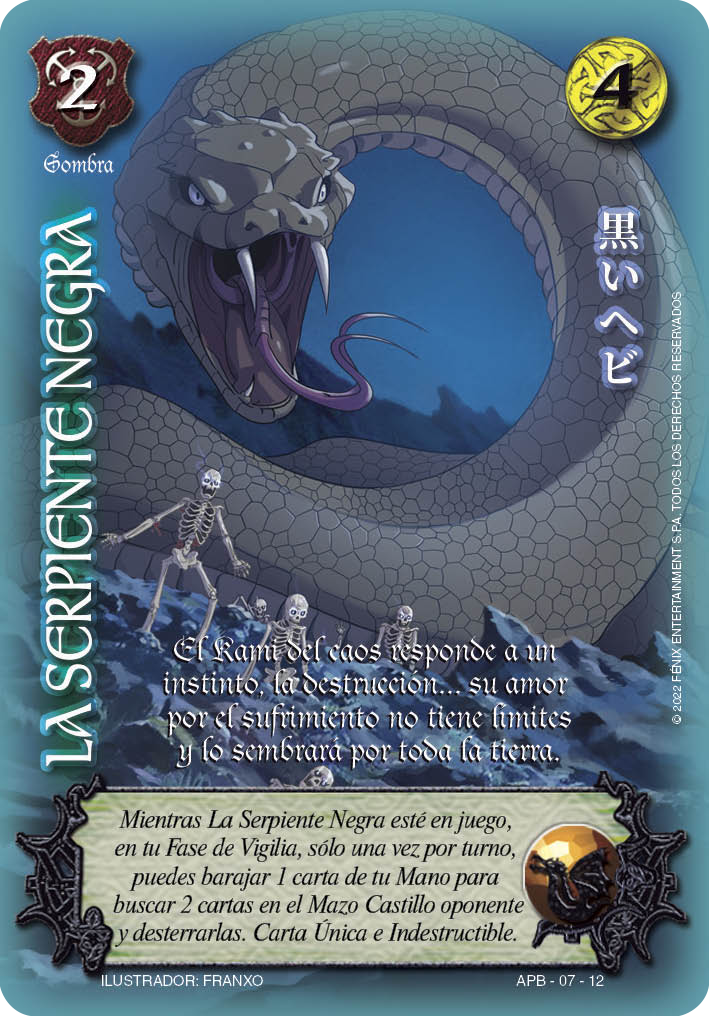 2
4
Sombra
LA SERPIENTE NEGRA
黒いヘビ
El Kami del caos responde a un
instinto, la destrucción... su amor
por el sufrimiento no tiene límites
y lo sembrará por toda la tierra.
Mientras La Serpiente Negra esté en juego,
en tu Fase de Vigilia, sólo una vez por turno,
puedes barajar 1 carta de tu Mano para
buscar 2 cartas en el Mazo Castillo oponente
y desterrarlas. Carta Única e Indestructible.
ILUSTRADOR: FRANXO
APB - 07 - 12
© 2022 FÉNIX ENTERTAINMENT S.PA. TODOS LOS DERECHOS RESERVADOS